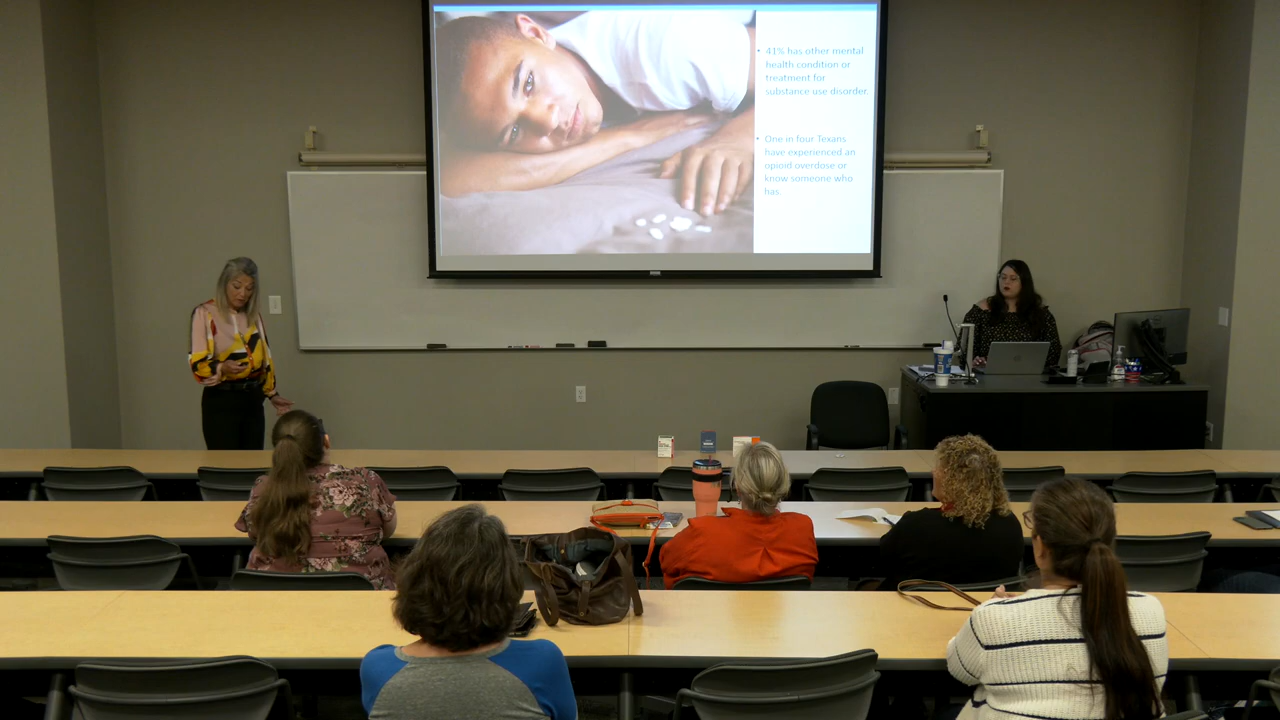 • 41% has other mental
health condition or
treatment for
substance use disorder.
• One in four Texans
have experienced an
opioid overdose or
know someone who
has.